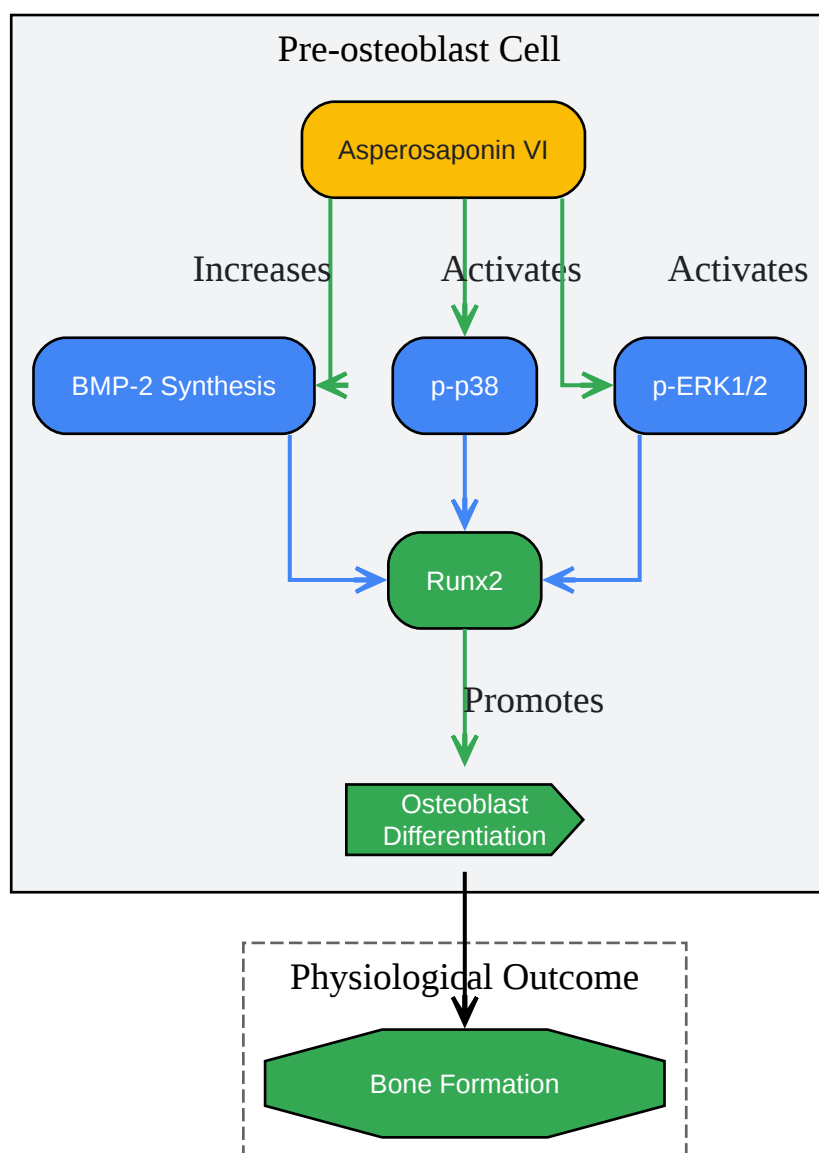 Pre-osteoblast Cell
Asperosaponin VI
Increases
Activates
Activates
BMP-2 Synthesis
p-p38
p-ERK1/2
Runx2
Promotes
Osteoblast
Differentiation
Physiological Outcome
Bone Formation